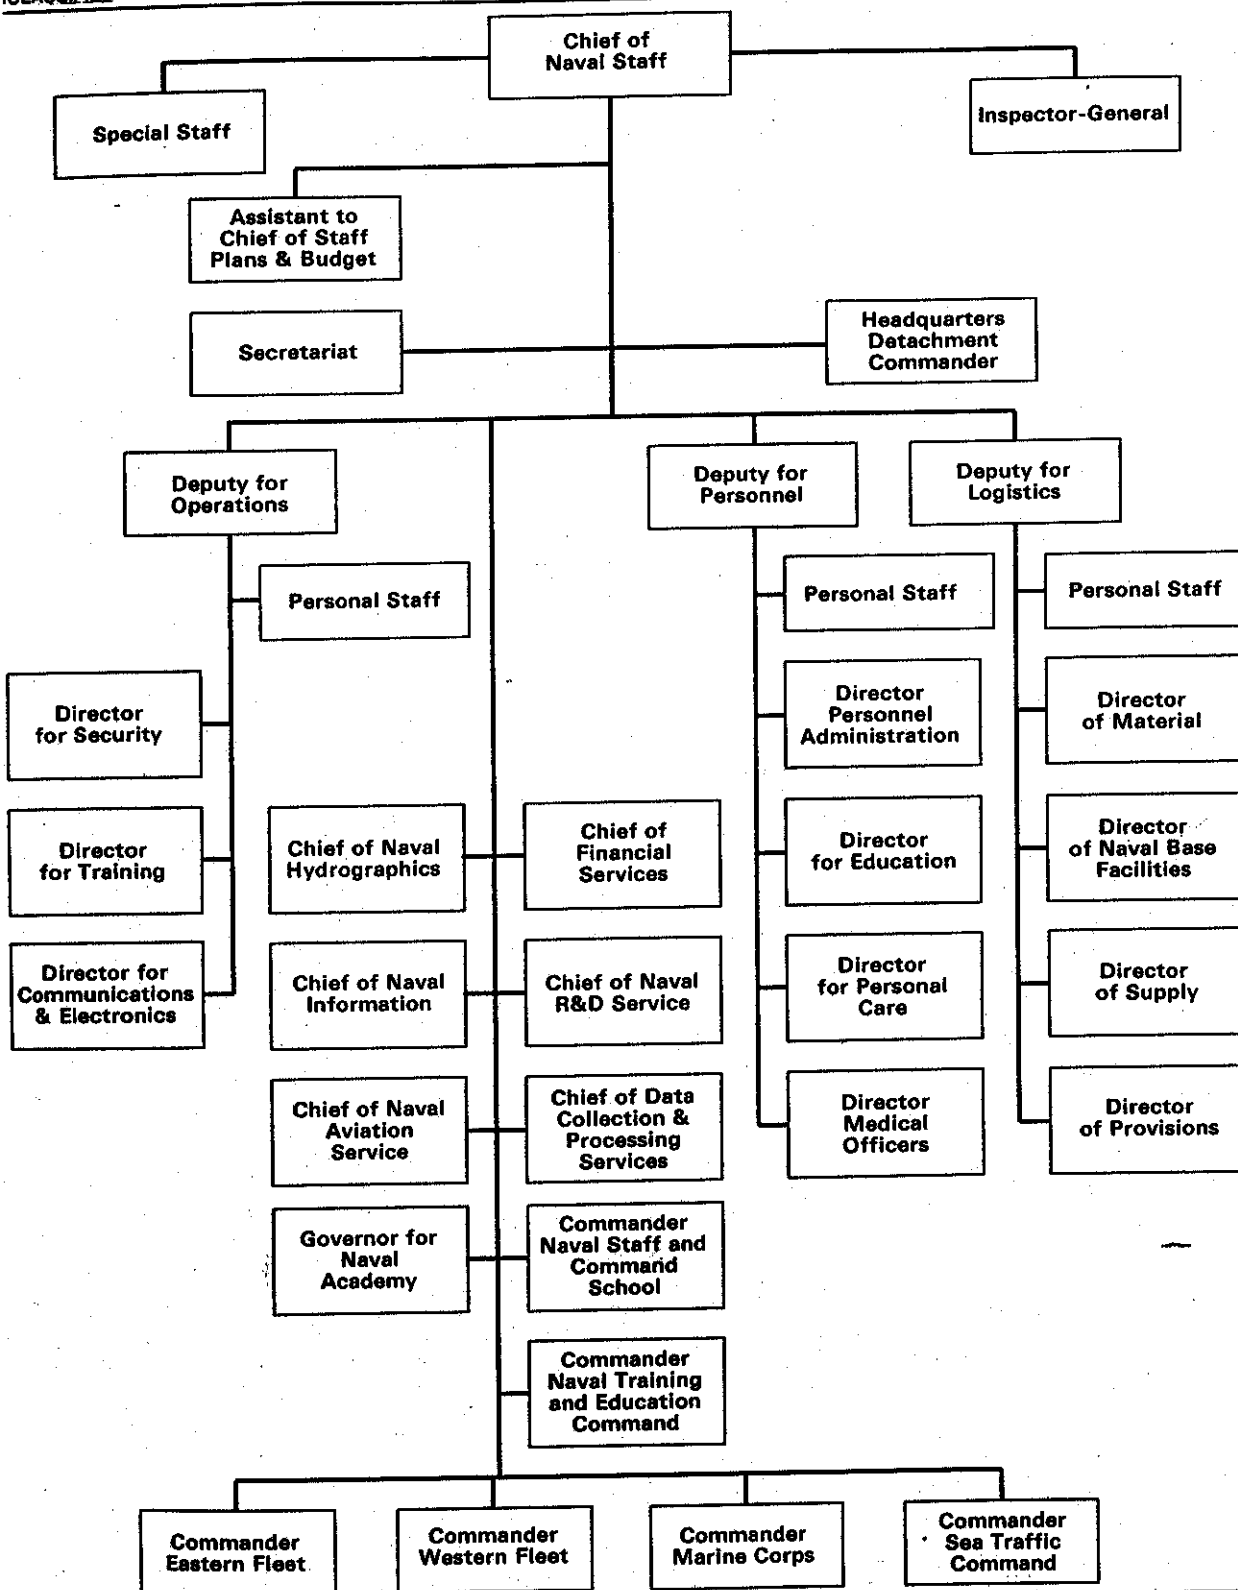 Chief of
Naval Staff
Special Staff
Inspector-General
Assistant to
Chief of Staff
Plans & Budget
Secretariat
Headquarters
Detachment
Commander
Deputy for
Operations
Deputy for
Personnel
Deputy for
Logistics
Personal Staff
Personal Staff
Personal Staff
Director
for Security
Director
Personnel
Administration
Director
of Material
Director
for Training
Chief of Naval
Hydrographics
Chief of
Financial
Services
Director
for Education
Director
of Naval Base
Facilities
Director for
Communications
& Electronics
Chief of Naval
Information
Chief of Naval
R&D Service
Director
for Personal
Care
Director
of Supply
Chief of Naval
Aviation
Service
Chief of Data
Collection &
Processing
Services
Director
Medical
Officers
Director
of Provisions
Governor for
Naval
Academy
Commander
Naval Staff and
Command
School
Commander
Naval Training
and Education
Command
Commander
Eastern Fleet
Commander
Western Fleet
Commander
Marine Corps
Commander
Sea Traffic
Command